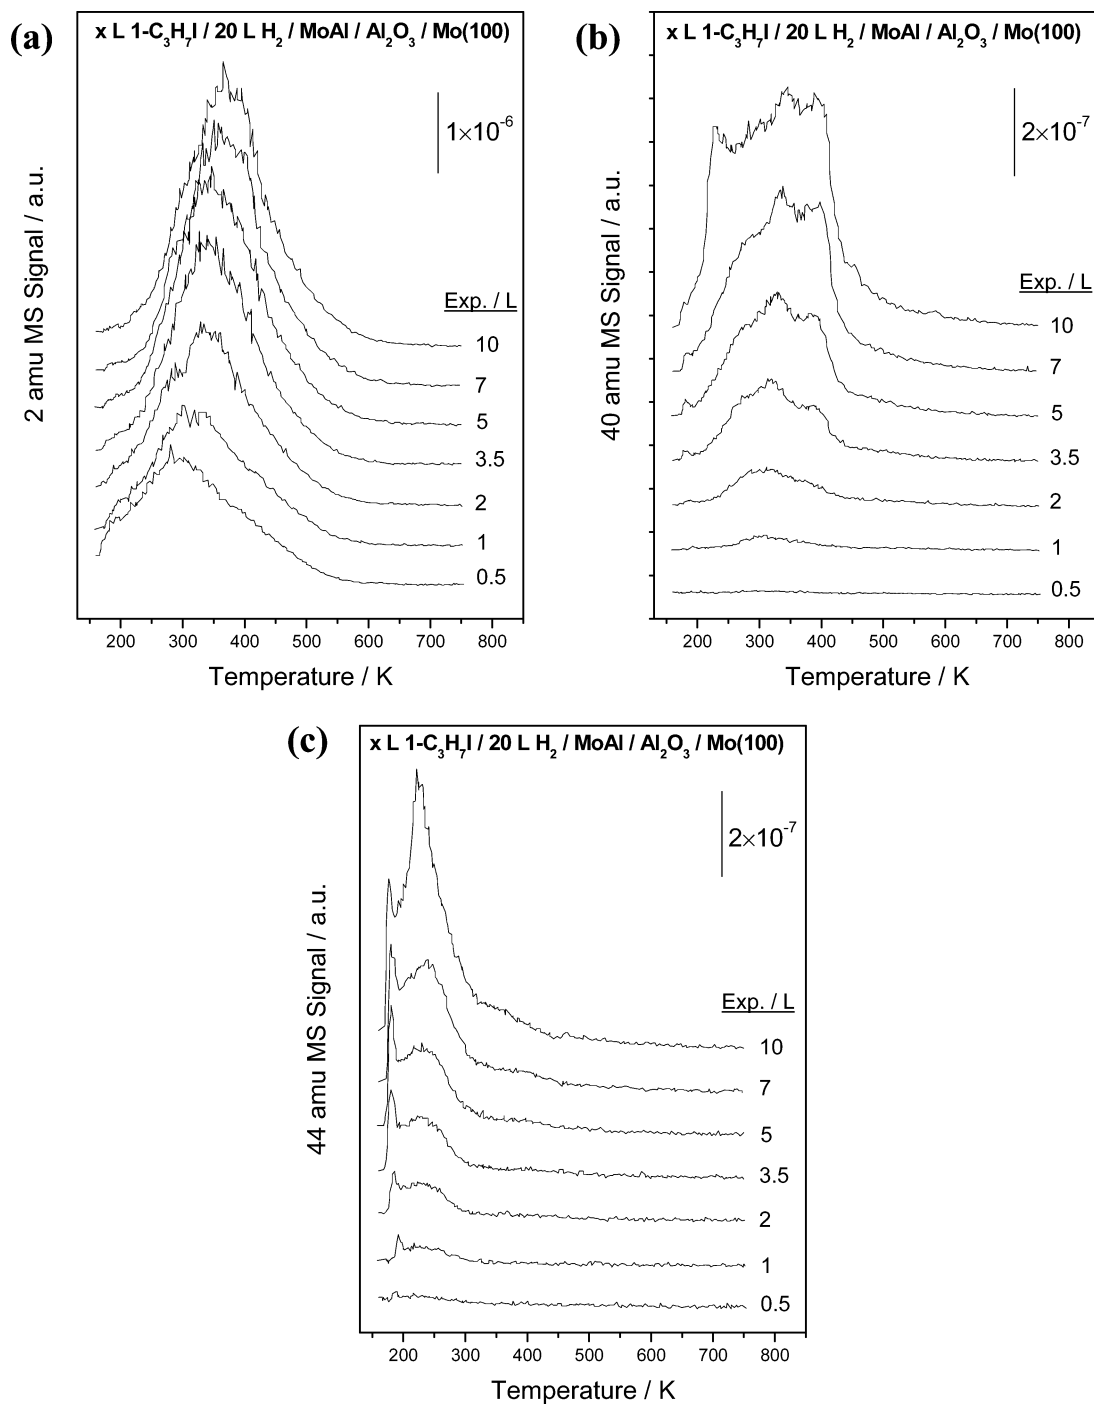 (a)
x L 1-C₃H₇I / 20 L H₂ / MoAl / Al₂O₃ / Mo(100)
1×10⁻⁶
2 amu MS Signal / a.u.
Exp. / L
10
7
5
3.5
2
1
0.5
200 300 400 500 600 700 800
Temperature / K
(b)
x L 1-C₃H₇I / 20 L H₂ / MoAl / Al₂O₃ / Mo(100)
2×10⁻⁷
40 amu MS Signal / a.u.
Exp. / L
10
7
5
3.5
2
1
0.5
200 300 400 500 600 700 800
Temperature / K
(c)
x L 1-C₃H₇I / 20 L H₂ / MoAl / Al₂O₃ / Mo(100)
2×10⁻⁷
44 amu MS Signal / a.u.
Exp. / L
10
7
5
3.5
2
1
0.5
200 300 400 500 600 700 800
Temperature / K